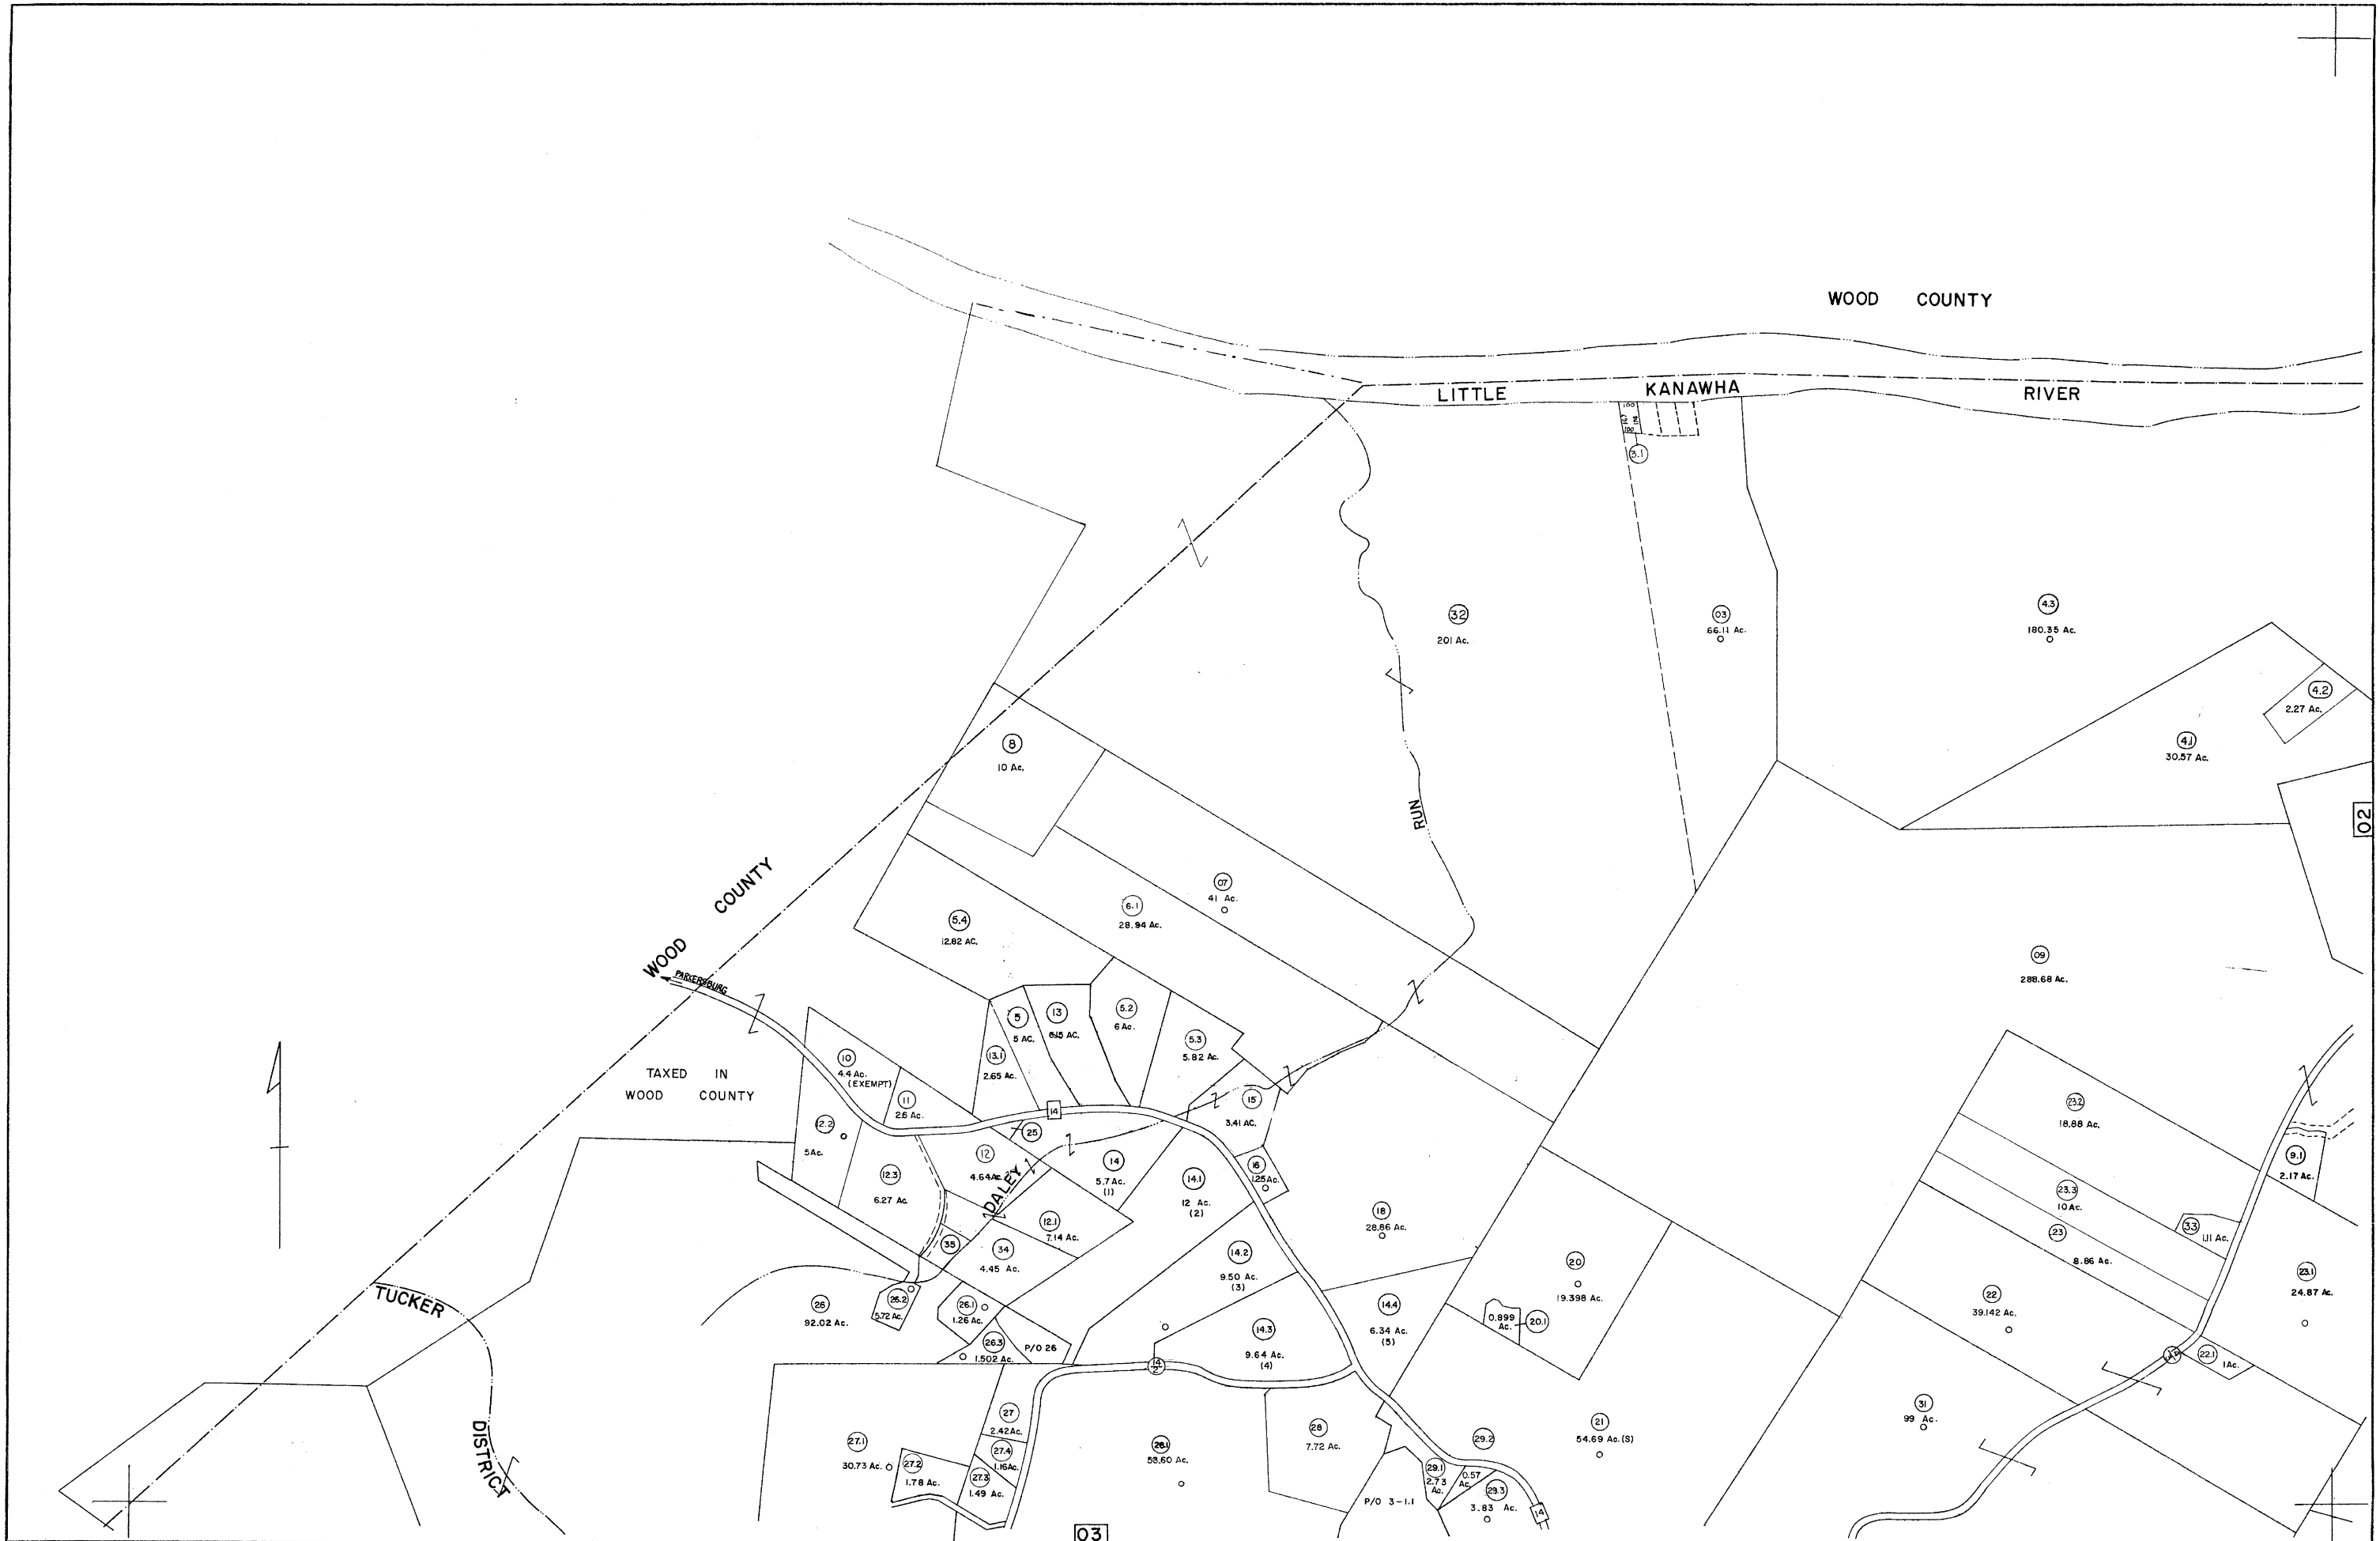 WOOD COUNTY
LITTLE KANAWHA RIVER
100
100
3.1
32
201 Ac.
03
66.11 Ac.
4.3
180.35 Ac.
4.2
2.27 Ac.
4.1
30.57 Ac.
02
8
10 Ac.
RUN
WOOD COUNTY
PARKERSBURG
07
41 Ac.
6.1
28.94 Ac.
5.4
12.82 AC.
09
288.68 Ac.
5
5 AC.
13
AC.
5.2
6 Ac.
5.3
5.82 Ac.
13.1
2.65 Ac.
10
4.4 Ac.
(EXEMPT)
11
2.6 Ac.
14
TAXED IN
WOOD COUNTY
15
3.41 AC.
12.2
5 Ac.
25
12
4.64 Ac.
DALEY
14
5.7 Ac.
(1)
14.1
12 Ac.
(2)
16
1.25 Ac.
12.3
6.27 Ac.
12.1
7.14 Ac.
35
34
4.45 Ac.
18
28.86 Ac.
14.2
9.50 Ac.
(3)
20
19.398 Ac.
0.899
Ac.
20.1
23.2
18.88 Ac.
9.1
2.17 Ac.
23.3
10 Ac.
33
1.11 Ac.
23
8.86 Ac.
23.1
24.87 Ac.
22
39.142 Ac.
22.1
1 Ac.
TUCKER
DISTRICT
26
92.02 Ac.
26.2
5.72 Ac.
26.1
1.26 Ac.
26.3
1.502 Ac.
P/O 26
14
2
14.3
9.64 Ac.
(4)
14.4
6.34 Ac.
(5)
31
99 Ac.
27
2.42 Ac.
27.1
30.73 Ac.
27.2
1.78 Ac.
27.4
1.16 Ac.
27.3
1.49 Ac.
28.1
58.60 Ac.
28
7.72 Ac.
21
54.69 Ac. (S)
29.2
29.1
2.73
Ac.
0.57
Ac.
29.3
3.83 Ac.
P/O 3-1.1
14
03